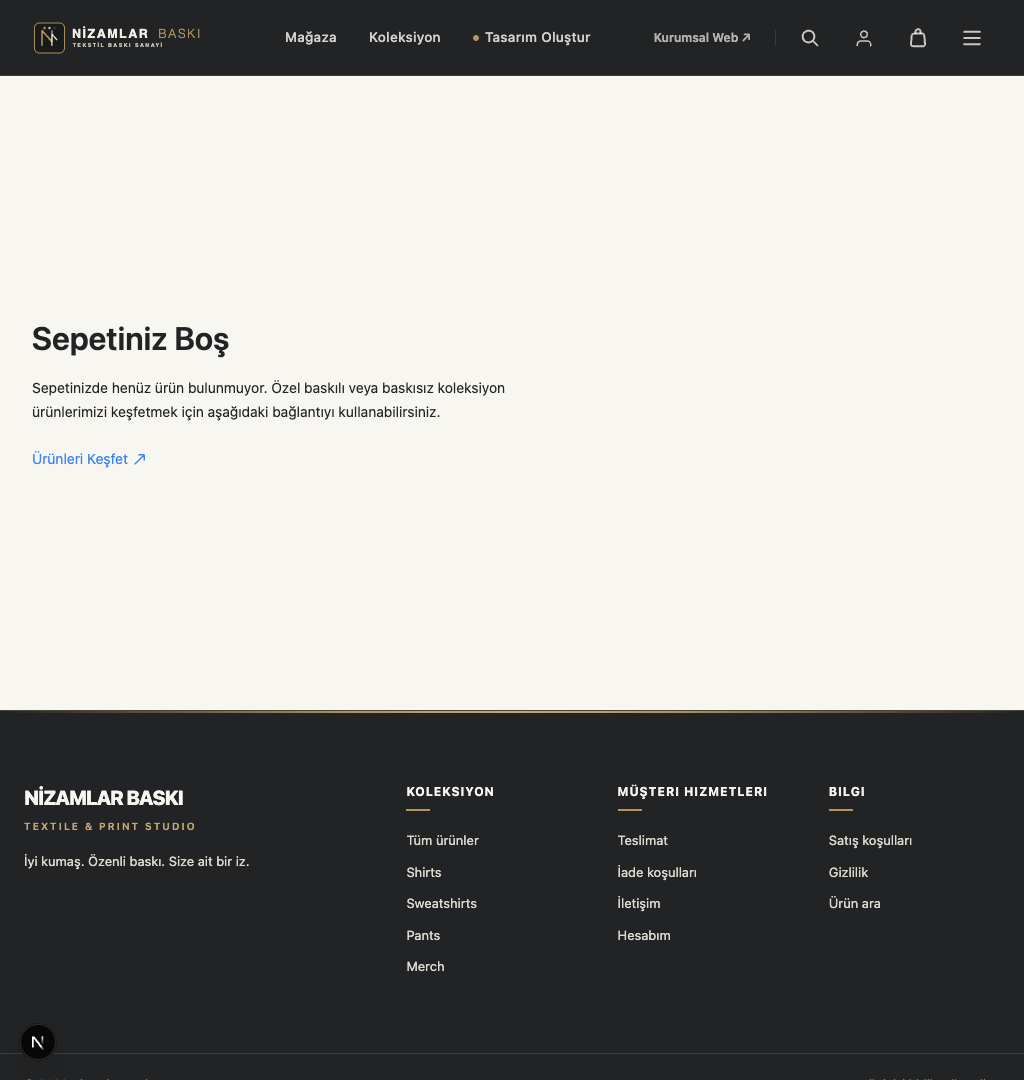 NİZAMLAR BASKI
TEKSTİL BASKI SANAYİ
Mağaza
Koleksiyon
Tasarım Oluştur
Kurumsal Web ↗
Sepetiniz Boş
Sepetinizde henüz ürün bulunmuyor. Özel baskılı veya baskısız koleksiyon
ürünlerimizi keşfetmek için aşağıdaki bağlantıyı kullanabilirsiniz.
Ürünleri Keşfet ↗
NİZAMLAR BASKI
TEXTILE & PRINT STUDIO
İyi kumaş. Özenli baskı. Size ait bir iz.
KOLEKSIYON
Tüm ürünler
Shirts
Sweatshirts
Pants
Merch
MÜŞTERI HIZMETLERI
Teslimat
İade koşulları
İletişim
Hesabım
BILGI
Satış koşulları
Gizlilik
Ürün ara
N